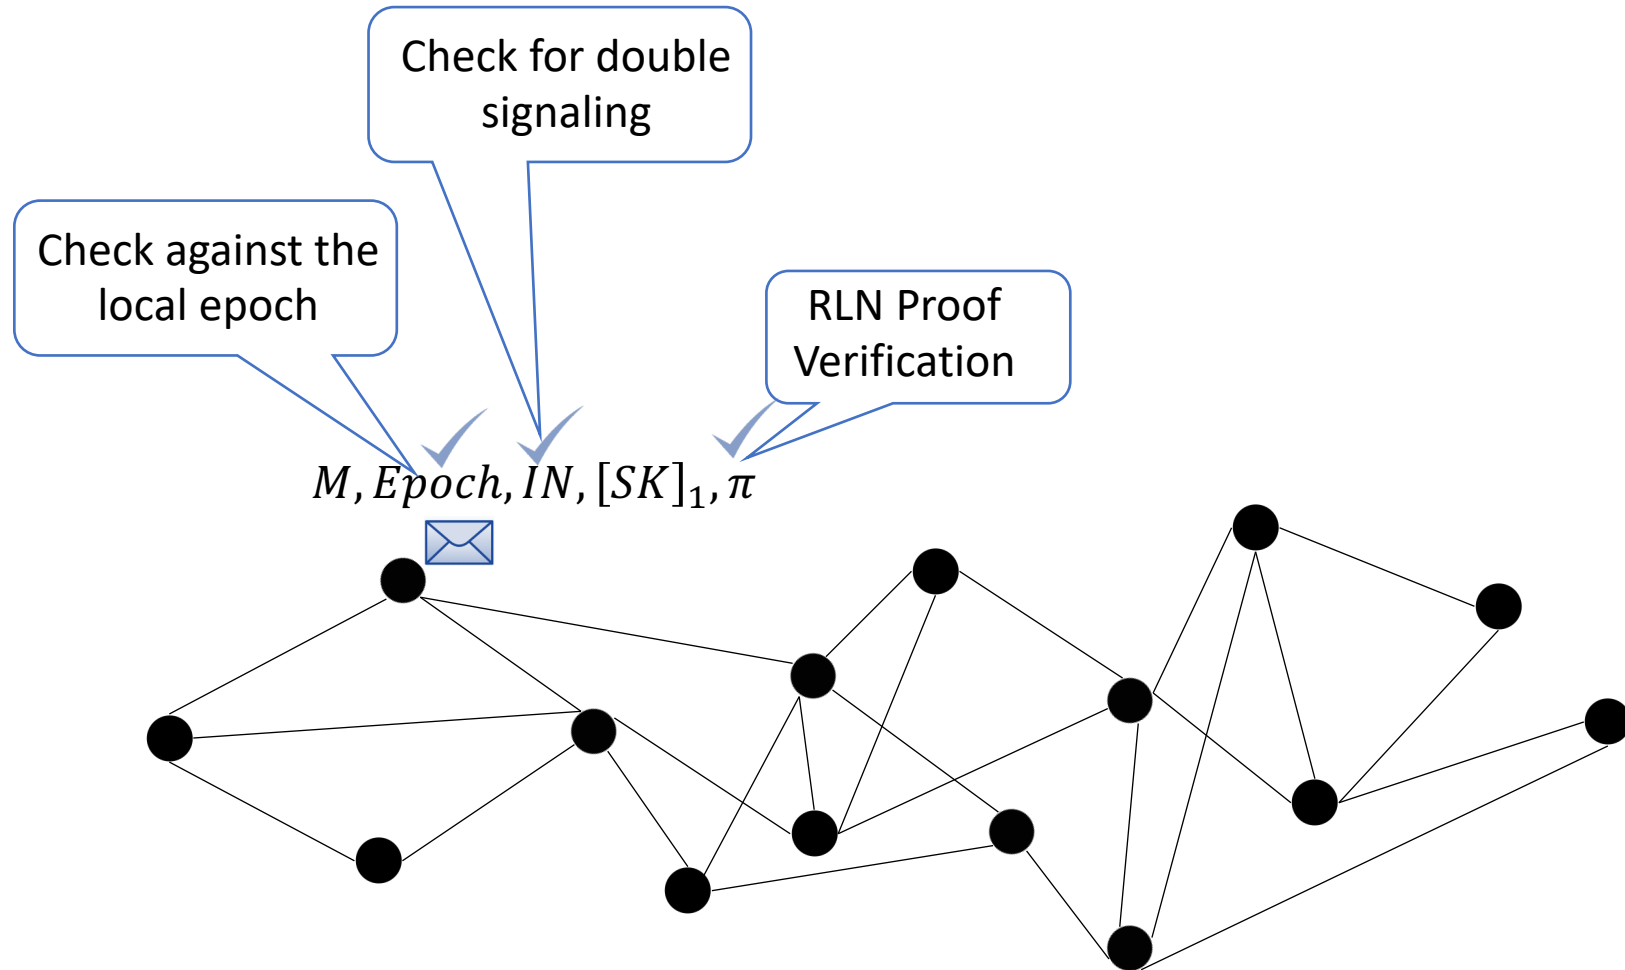 Check for double
signaling
Check against the
local epoch
RLN Proof
Verification
M, Epoch, IN, [SK]₁, π